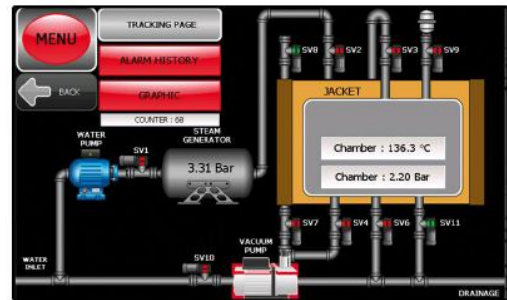 MENU
TRACKING PAGE
ALARM HISTORY
BACK
GRAPHIC
COUNTER : 68
SV8
SV2
SV3
SV9
JACKET
WATER
PUMP
SV1
STEAM
GENERATOR
3.31 Bar
Chamber : 136.3 °C
Chamber : 2.20 Bar
SV7
SV4
SV6
SV11
VACUUM
PUMP
WATER
INLET
SV10
DRAINAGE